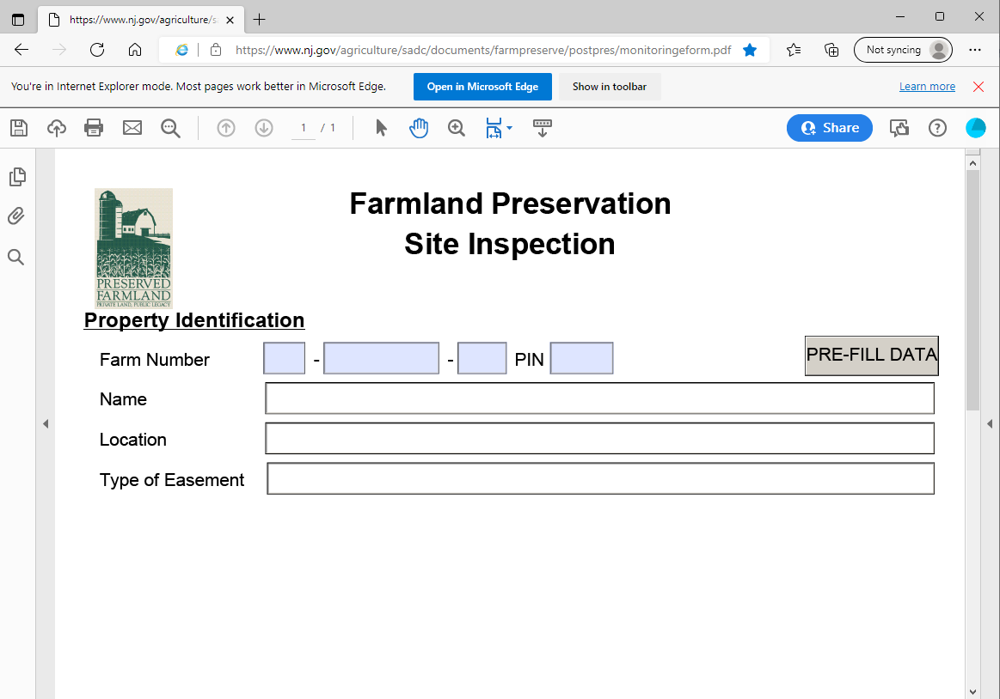 https://www.nj.gov/agriculture/s
https://www.nj.gov/agriculture/sadc/documents/farmpreserve/postpres/monitoringeform.pdf
Not syncing
You're in Internet Explorer mode. Most pages work better in Microsoft Edge.
Open in Microsoft Edge
Show in toolbar
Learn more
1 / 1
Share
Farmland Preservation
Site Inspection
PRESERVED
FARMLAND
PRIVATE LAND, PUBLIC LEGACY
Property Identification
Farm Number - - PIN
PRE-FILL DATA
Name
Location
Type of Easement